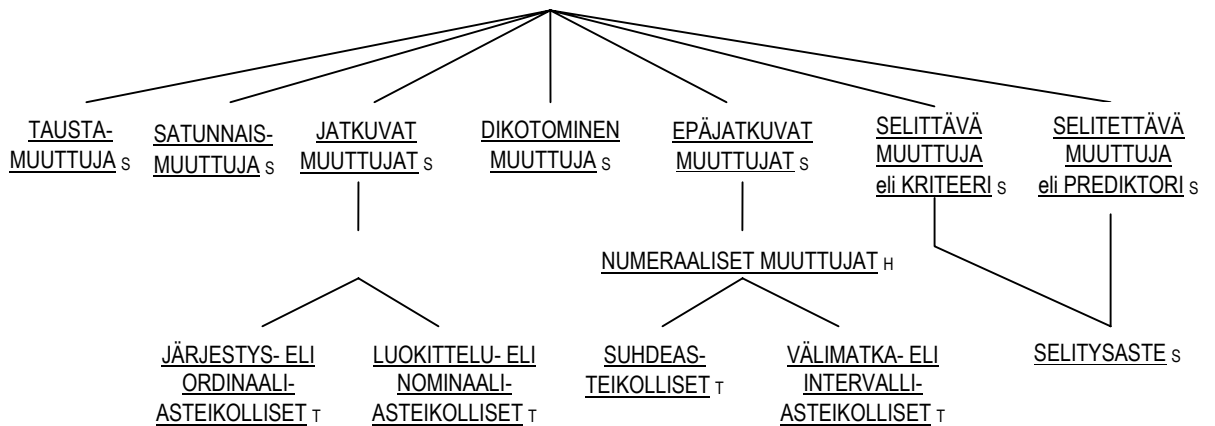 TAUSTA-
MUUTTUJA S
SATUNNAIS-
MUUTTUJA S
JATKUVAT
MUUTTUJAT S
DIKOTOMINEN
MUUTTUJA S
EPÄJATKUVAT
MUUTTUJAT S
SELITTÄVÄ
MUUTTUJA
eli KRITEERI S
SELITETTÄVÄ
MUUTTUJA
eli PREDIKTORI S
NUMERAALISET MUUTTUJAT H
JÄRJESTYS- ELI
ORDINAALI-
ASTEIKOLLISET T
LUOKITTELU- ELI
NOMINAALI-
ASTEIKOLLISET T
SUHDEAS-
TEIKOLLISET T
VÄLIMATKA- ELI
INTERVALLI-
ASTEIKOLLISET T
SELITYSASTE S